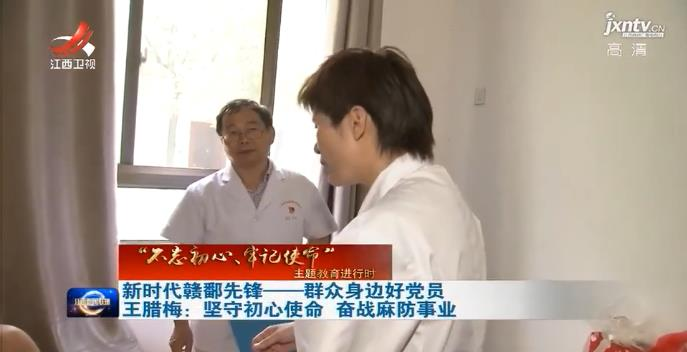 江西卫视
jxntv.cn
高清
“不忘初心、牢记使命”
主题教育进行时
新时代赣鄱先锋——群众身边好党员
王腊梅：坚守初心使命 奋战麻防事业